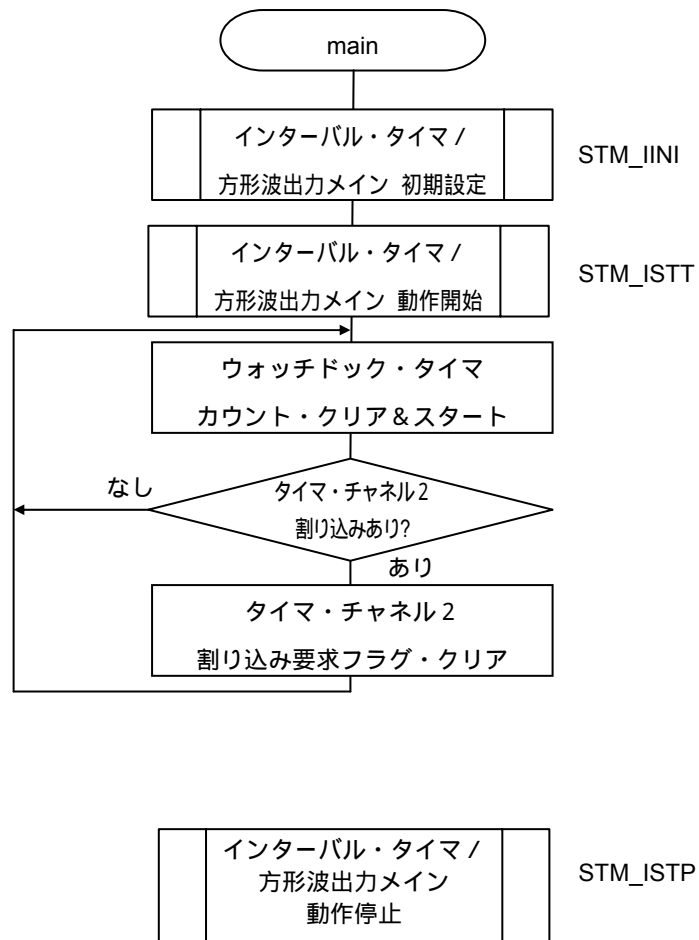 main
インターバル・タイマ /
方形波出力メイン 初期設定
STM_IINI
インターバル・タイマ /
方形波出力メイン 動作開始
STM_ISTT
ウォッチドック・タイマ
カウント・クリア＆スタート
なし
タイマ・チャネル2
割り込みあり?
あり
タイマ・チャネル2
割り込み要求フラグ・クリア
インターバル・タイマ /
方形波出力メイン
動作停止
STM_ISTP